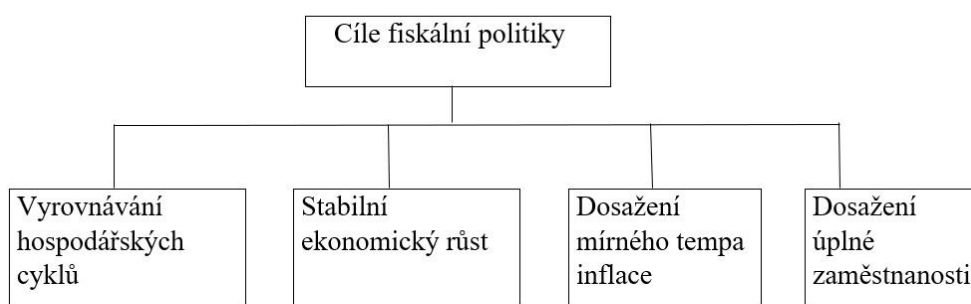 Cíle fiskální politiky
Vyrovnávání
hospodářských
cyklů
Stabilní
ekonomický růst
Dosažení
mírného tempa
inflace
Dosažení
úplné
zaměstnanosti